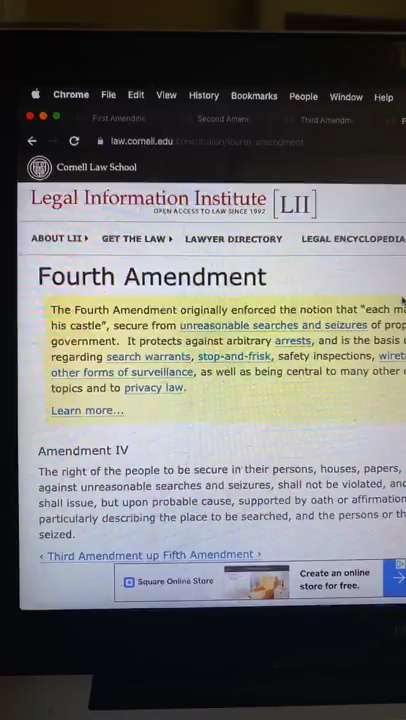 Chrome File Edit View History Bookmarks People Window Help
First Amendme Second Amenc Third Amendm
law.cornell.edu/constitution/fourth_amendment
Cornell Law School
Legal Information Institute [LII]
OPEN ACCESS TO LAW SINCE 1992
ABOUT LII GET THE LAW LAWYER DIRECTORY LEGAL ENCYCLOPEDIA
Fourth Amendment
The Fourth Amendment originally enforced the notion that “each ma
his castle”, secure from unreasonable searches and seizures of prop
government. It protects against arbitrary arrests, and is the basis o
regarding search warrants, stop-and-frisk, safety inspections, wiret
other forms of surveillance, as well as being central to many other c
topics and to privacy law.
Learn more...
Amendment IV
The right of the people to be secure in their persons, houses, papers,
against unreasonable searches and seizures, shall not be violated, and
shall issue, but upon probable cause, supported by oath or affirmation
particularly describing the place to be searched, and the persons or th
seized.
‹ Third Amendment up Fifth Amendment ›
Square Online Store
Create an online
store for free.